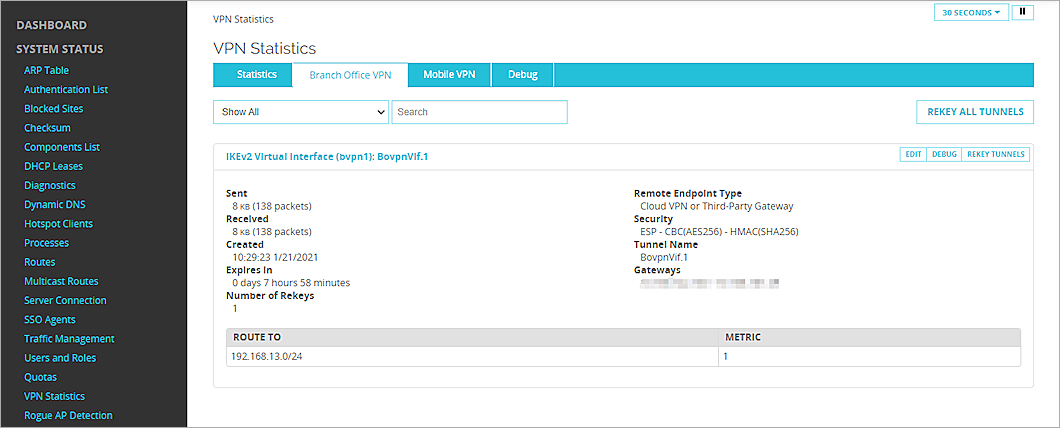 DASHBOARD
SYSTEM STATUS
ARP Table
Authentication List
Blocked Sites
Checksum
Components List
DHCP Leases
Diagnostics
Dynamic DNS
Hotspot Clients
Processes
Routes
Multicast Routes
Server Connection
SSO Agents
Traffic Management
Users and Roles
Quotas
VPN Statistics
Rogue AP Detection
VPN Statistics
30 SECONDS
VPN Statistics
Statistics Branch Office VPN Mobile VPN Debug
Show All Search REKEY ALL TUNNELS
IKEv2 Virtual Interface (bvpn1): BovpnVif.1 EDIT DEBUG REKEY TUNNELS
Sent
8 KB (138 packets)
Received
8 KB (138 packets)
Created
10:29:23 1/21/2021
Expires In
0 days 7 hours 58 minutes
Number of Rekeys
1
Remote Endpoint Type
Cloud VPN or Third-Party Gateway
Security
ESP - CBC(AES256) - HMAC(SHA256)
Tunnel Name
BovpnVif.1
Gateways
ROUTE TO METRIC
192.168.13.0/24 1